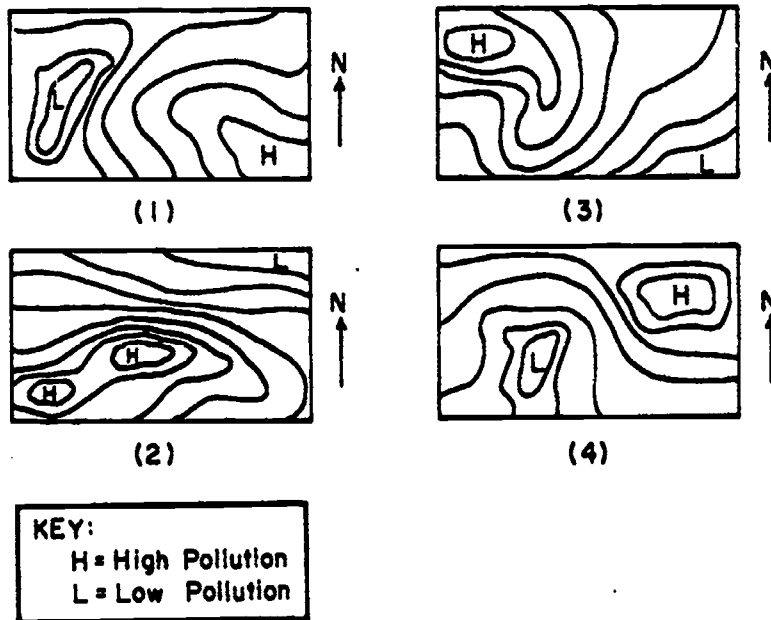 L
H
N
(1)
H
L
N
(3)
L
H
H
N
(2)
H
L
N
(4)
KEY:
H = High Pollution
L = Low Pollution